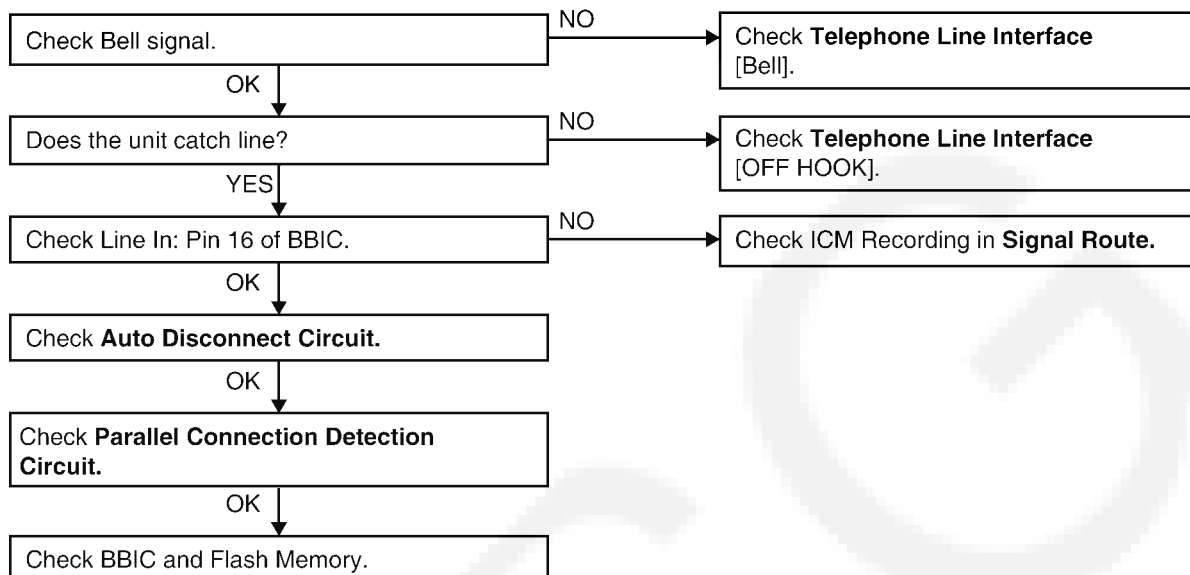 Check Bell signal.
NO
Check Telephone Line Interface
[Bell].
OK
Does the unit catch line?
NO
Check Telephone Line Interface
[OFF HOOK].
YES
Check Line In: Pin 16 of BBIC.
NO
Check ICM Recording in Signal Route.
OK
Check Auto Disconnect Circuit.
OK
Check Parallel Connection Detection
Circuit.
OK
Check BBIC and Flash Memory.